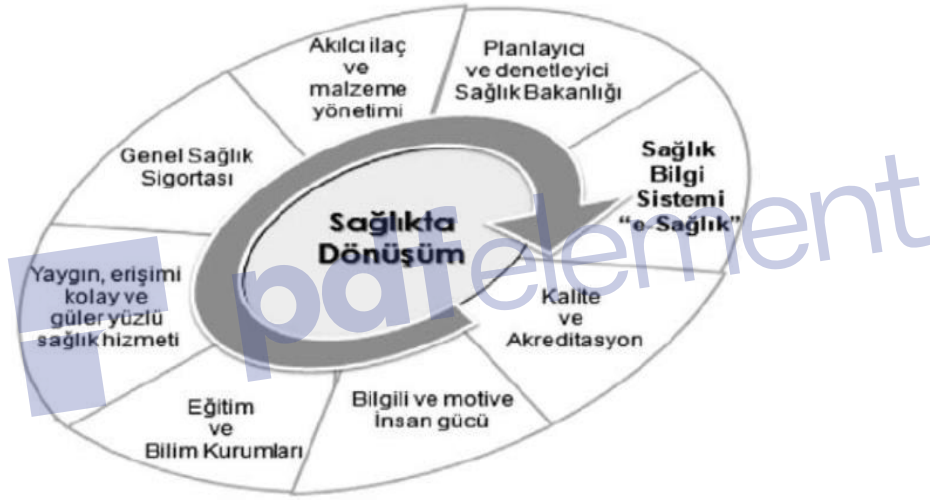 Akılcı ilaç
ve
malzeme
yönetimi
Planlayıcı
ve denetleyici
Sağlık Bakanlığı
Sağlık
Bilgi
Sistemi
“e-Sağlık”
Kalite
ve
Akreditasyon
Bilgili ve motive
İnsan gücü
Eğitim
ve
Bilim Kurumları
Yaygın, erişimi
kolay ve
güler yüzlü
sağlık hizmeti
Genel Sağlık
Sigortası
Sağlıkta
Dönüşüm
pdfelement